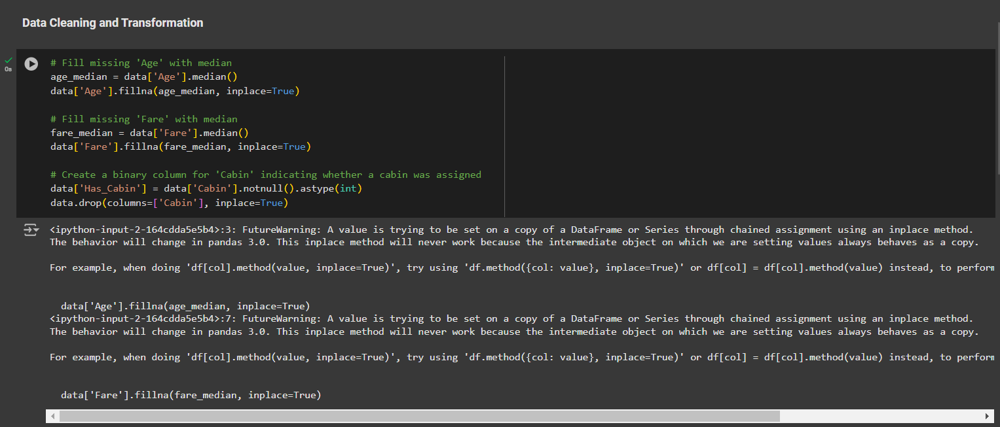 Data Cleaning and Transformation
0s
# Fill missing 'Age' with median
age_median = data['Age'].median()
data['Age'].fillna(age_median, inplace=True)
# Fill missing 'Fare' with median
fare_median = data['Fare'].median()
data['Fare'].fillna(fare_median, inplace=True)
# Create a binary column for 'Cabin' indicating whether a cabin was assigned
data['Has_Cabin'] = data['Cabin'].notnull().astype(int)
data.drop(columns=['Cabin'], inplace=True)
<ipython-input-2-164cdda5e5b4>:3: FutureWarning: A value is trying to be set on a copy of a DataFrame or Series through chained assignment using an inplace method.
The behavior will change in pandas 3.0. This inplace method will never work because the intermediate object on which we are setting values always behaves as a copy.
For example, when doing 'df[col].method(value, inplace=True)', try using 'df.method({col: value}, inplace=True)' or df[col] = df[col].method(value) instead, to perform
data['Age'].fillna(age_median, inplace=True)
<ipython-input-2-164cdda5e5b4>:7: FutureWarning: A value is trying to be set on a copy of a DataFrame or Series through chained assignment using an inplace method.
The behavior will change in pandas 3.0. This inplace method will never work because the intermediate object on which we are setting values always behaves as a copy.
For example, when doing 'df[col].method(value, inplace=True)', try using 'df.method({col: value}, inplace=True)' or df[col] = df[col].method(value) instead, to perform
data['Fare'].fillna(fare_median, inplace=True)